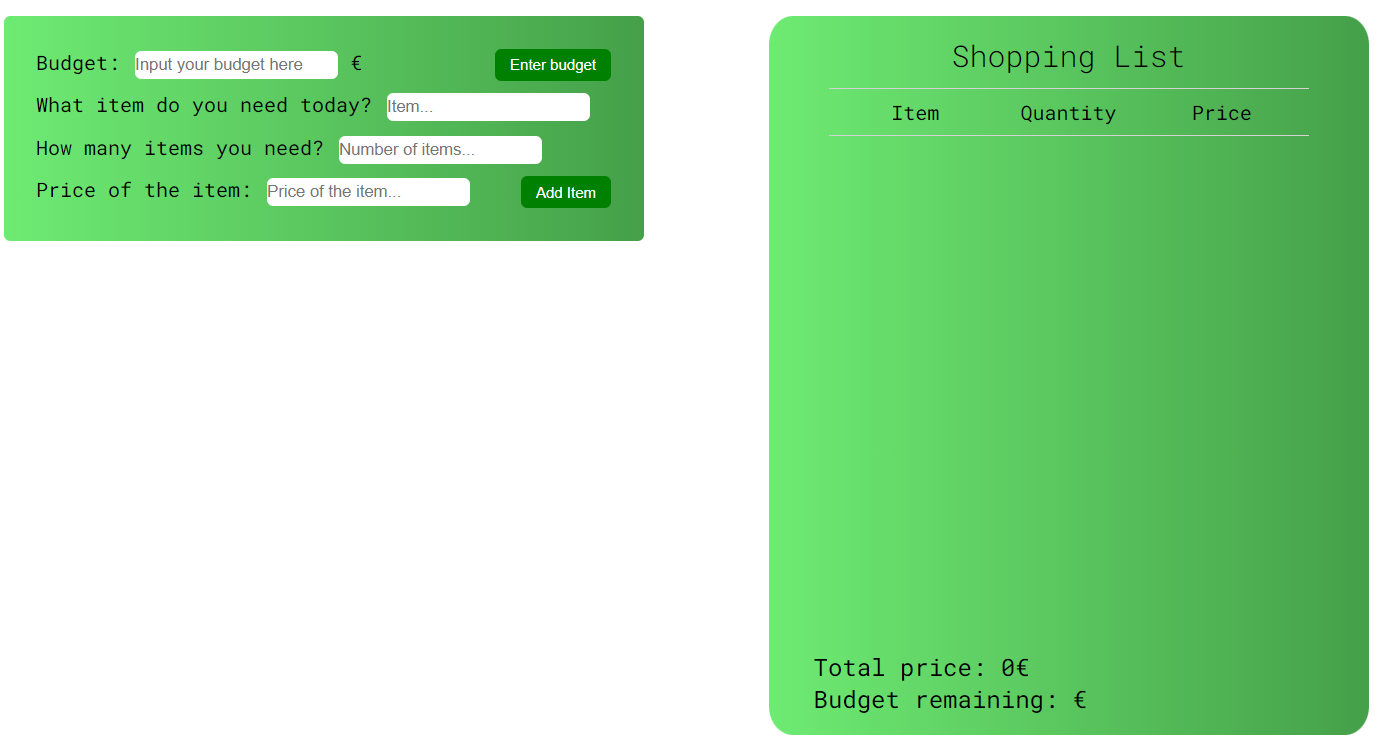 Budget: Input your budget here € Enter budget
What item do you need today? Item...
How many items you need? Number of items...
Price of the item: Price of the item... Add Item
Shopping List
Item Quantity Price
Total price: 0€
Budget remaining: €